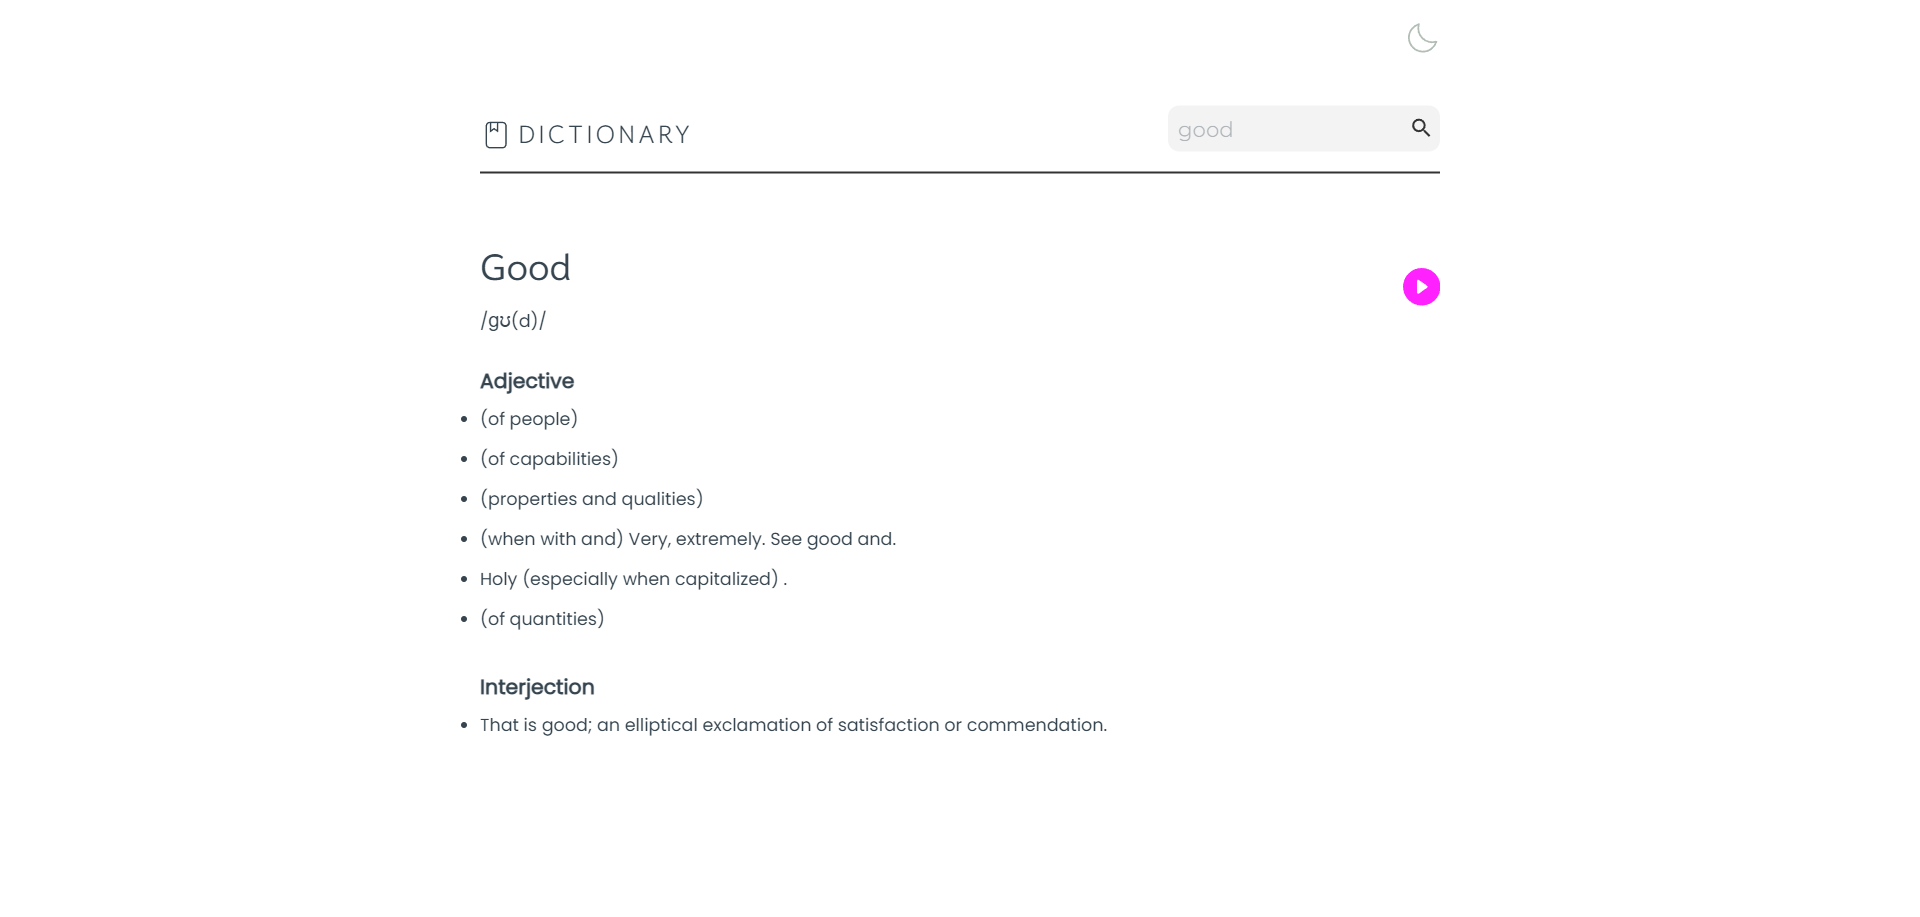 DICTIONARY
good
Good
/ɡʊ(d)/
Adjective
(of people)
(of capabilities)
(properties and qualities)
(when with and) Very, extremely. See good and.
Holy (especially when capitalized) .
(of quantities)
Interjection
That is good; an elliptical exclamation of satisfaction or commendation.